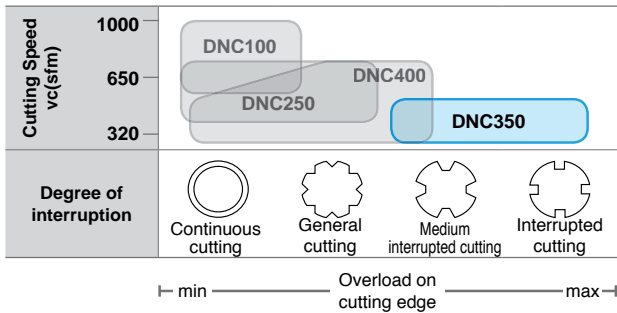 Cutting Speed
vc(sfm)
1000
650
320
DNC100
DNC400
DNC250
DNC350
Degree of
interruption
Continuous
cutting
General
cutting
Medium
interrupted cutting
Interrupted
cutting
min
Overload on
cutting edge
max